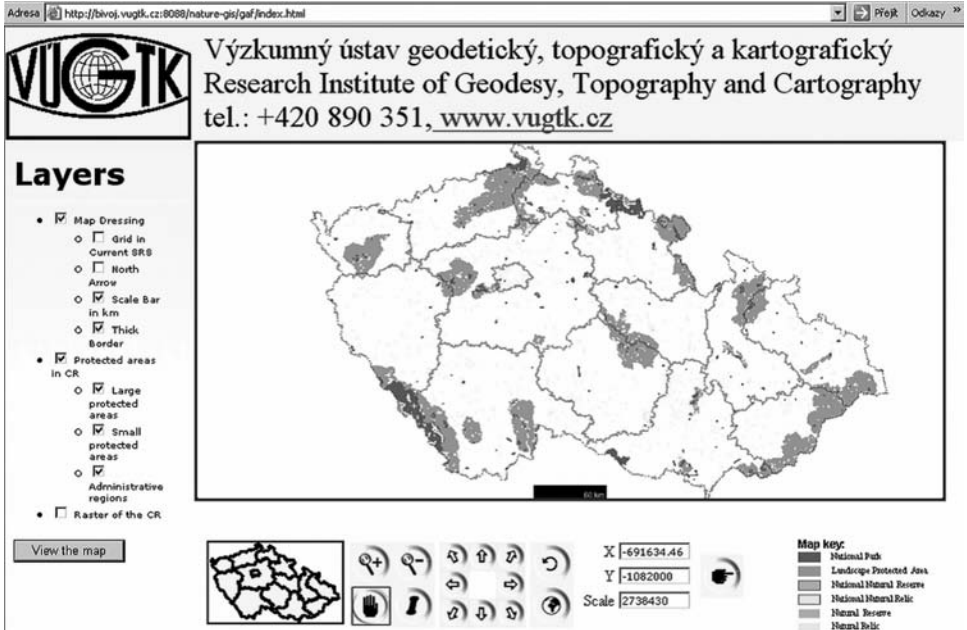 Adresa http://bivoj.vugtk.cz:8088/nature-gis/gaf/index.html Přejít Odkazy »
VÚGTK
Výzkumný ústav geodetický, topografický a kartografický
Research Institute of Geodesy, Topography and Cartography
tel.: +420 890 351, www.vugtk.cz
Layers
Map Dressing
Grid in
Current SRS
North
Arrow
Scale Bar
in km
Thick
Border
Protected areas
in CR
Large
protected
areas
Small
protected
areas
Administrative
regions
Raster of the CR
View the map
60 km
X -691634.46
Y -1082000
Scale 2738430
Map key:
National Park
Landscape Protected Area
National Natural Reserve
National Natural Relic
Natural Reserve
Natural Relic